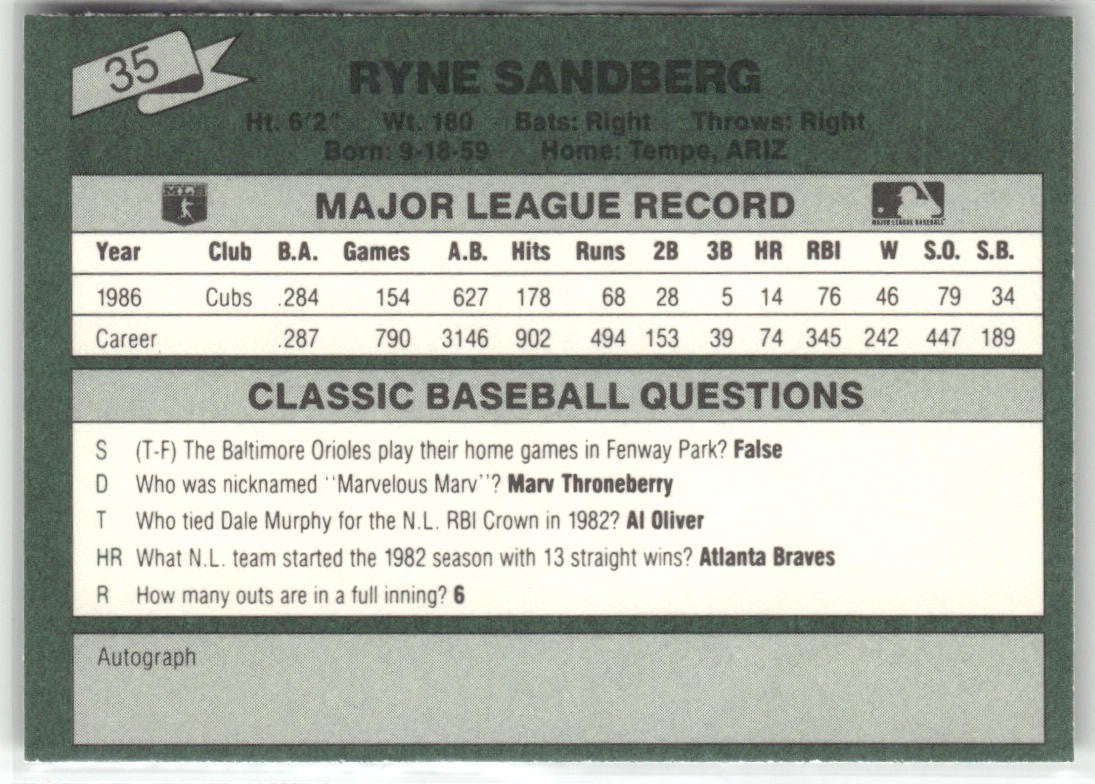 35
RYNE SANDBERG
Ht. 6'2" Wt. 180 Bats: Right Throws: Right
Born: 9-18-59 Home: Tempe, ARIZ
MLB MAJOR LEAGUE RECORD MAJOR LEAGUE BASEBALL
Year Club B.A. Games A.B. Hits Runs 2B 3B HR RBI W S.O. S.B.
1986 Cubs .284 154 627 178 68 28 5 14 76 46 79 34
Career .287 790 3146 902 494 153 39 74 345 242 447 189
CLASSIC BASEBALL QUESTIONS
S (T-F) The Baltimore Orioles play their home games in Fenway Park? False
D Who was nicknamed "Marvelous Marv"? Marv Throneberry
T Who tied Dale Murphy for the N.L. RBI Crown in 1982? Al Oliver
HR What N.L. team started the 1982 season with 13 straight wins? Atlanta Braves
R How many outs are in a full inning? 6
Autograph